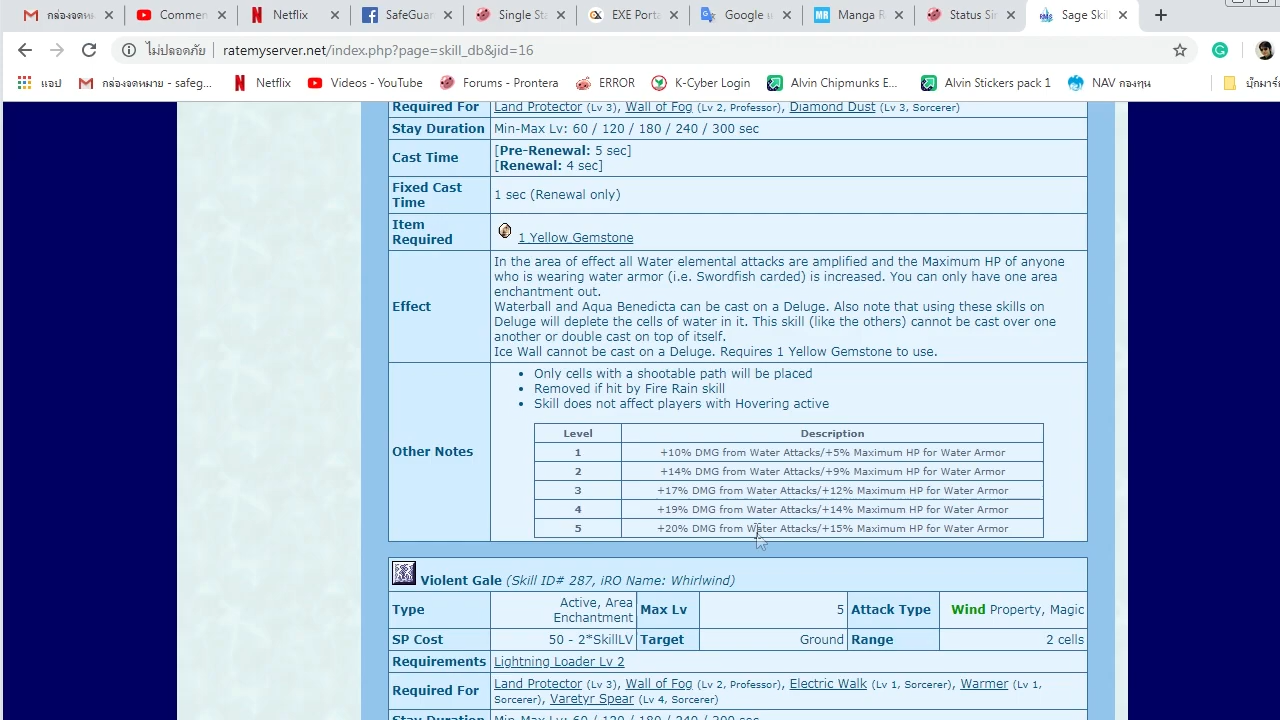 กล่องจดห
Commen
Netflix
SafeGuar
Single Sta
EXE Porta
Google แ
Manga R
Status Sir
Sage Skil
ไม่ปลอดภัย
ratemyserver.net/index.php?page=skill_db&jid=16
แอป
กล่องจดหมาย - safeg...
Netflix
Videos - YouTube
Forums - Prontera
ERROR
K-Cyber Login
Alvin Chipmunks E...
Alvin Stickers pack 1
NAV กองทุน
Required For
Land Protector (Lv 3), Wall of Fog (Lv 2, Professor), Diamond Dust (Lv 3, Sorcerer)
Stay Duration
Min-Max Lv: 60 / 120 / 180 / 240 / 300 sec
Cast Time
[Pre-Renewal: 5 sec]
[Renewal: 4 sec]
Fixed Cast
Time
1 sec (Renewal only)
Item
Required
1 Yellow Gemstone
Effect
In the area of effect all Water elemental attacks are amplified and the Maximum HP of anyone
who is wearing water armor (i.e. Swordfish carded) is increased. You can only have one area
enchantment out.
Waterball and Aqua Benedicta can be cast on a Deluge. Also note that using these skills on
Deluge will deplete the cells of water in it. This skill (like the others) cannot be cast over one
another or double cast on top of itself.
Ice Wall cannot be cast on a Deluge. Requires 1 Yellow Gemstone to use.
Other Notes
• Only cells with a shootable path will be placed
• Removed if hit by Fire Rain skill
• Skill does not affect players with Hovering active
Level Description
1 +10% DMG from Water Attacks/+5% Maximum HP for Water Armor
2 +14% DMG from Water Attacks/+9% Maximum HP for Water Armor
3 +17% DMG from Water Attacks/+12% Maximum HP for Water Armor
4 +19% DMG from Water Attacks/+14% Maximum HP for Water Armor
5 +20% DMG from Water Attacks/+15% Maximum HP for Water Armor
Violent Gale (Skill ID# 287, iRO Name: Whirlwind)
Type
Active, Area
Enchantment
Max Lv 5
Attack Type Wind Property, Magic
SP Cost 50 - 2*SkillLV Target Ground Range 2 cells
Requirements Lightning Loader Lv 2
Required For
Land Protector (Lv 3), Wall of Fog (Lv 2, Professor), Electric Walk (Lv 1, Sorcerer), Warmer (Lv 1,
Sorcerer), Varetyr Spear (Lv 4, Sorcerer)
Stay Duration Min-Max Lv: 60 / 120 / 180 / 240 / 300 sec